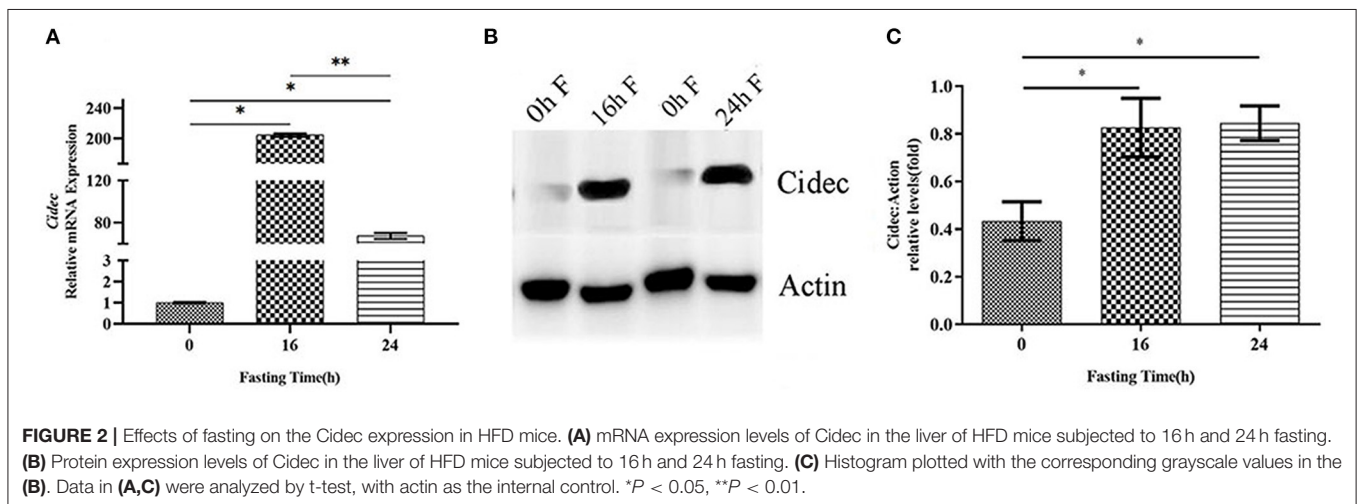 A
Cidec
Relative mRNA Expression
240
200
120
80
3
2
1
0
**
*
*
0 16 24
Fasting Time(h)
B
0h F 16h F 0h F 24h F
Cidec
Actin
C
Cidec:Action
relative levels(fold)
1.0
0.8
0.6
0.4
0.2
0.0
*
*
0 16 24
Fasting Time(h)
FIGURE 2 | Effects of fasting on the Cidec expression in HFD mice. (A) mRNA expression levels of Cidec in the liver of HFD mice subjected to 16 h and 24 h fasting.
(B) Protein expression levels of Cidec in the liver of HFD mice subjected to 16 h and 24 h fasting. (C) Histogram plotted with the corresponding grayscale values in the
(B). Data in (A,C) were analyzed by t-test, with actin as the internal control. *P < 0.05, **P < 0.01.